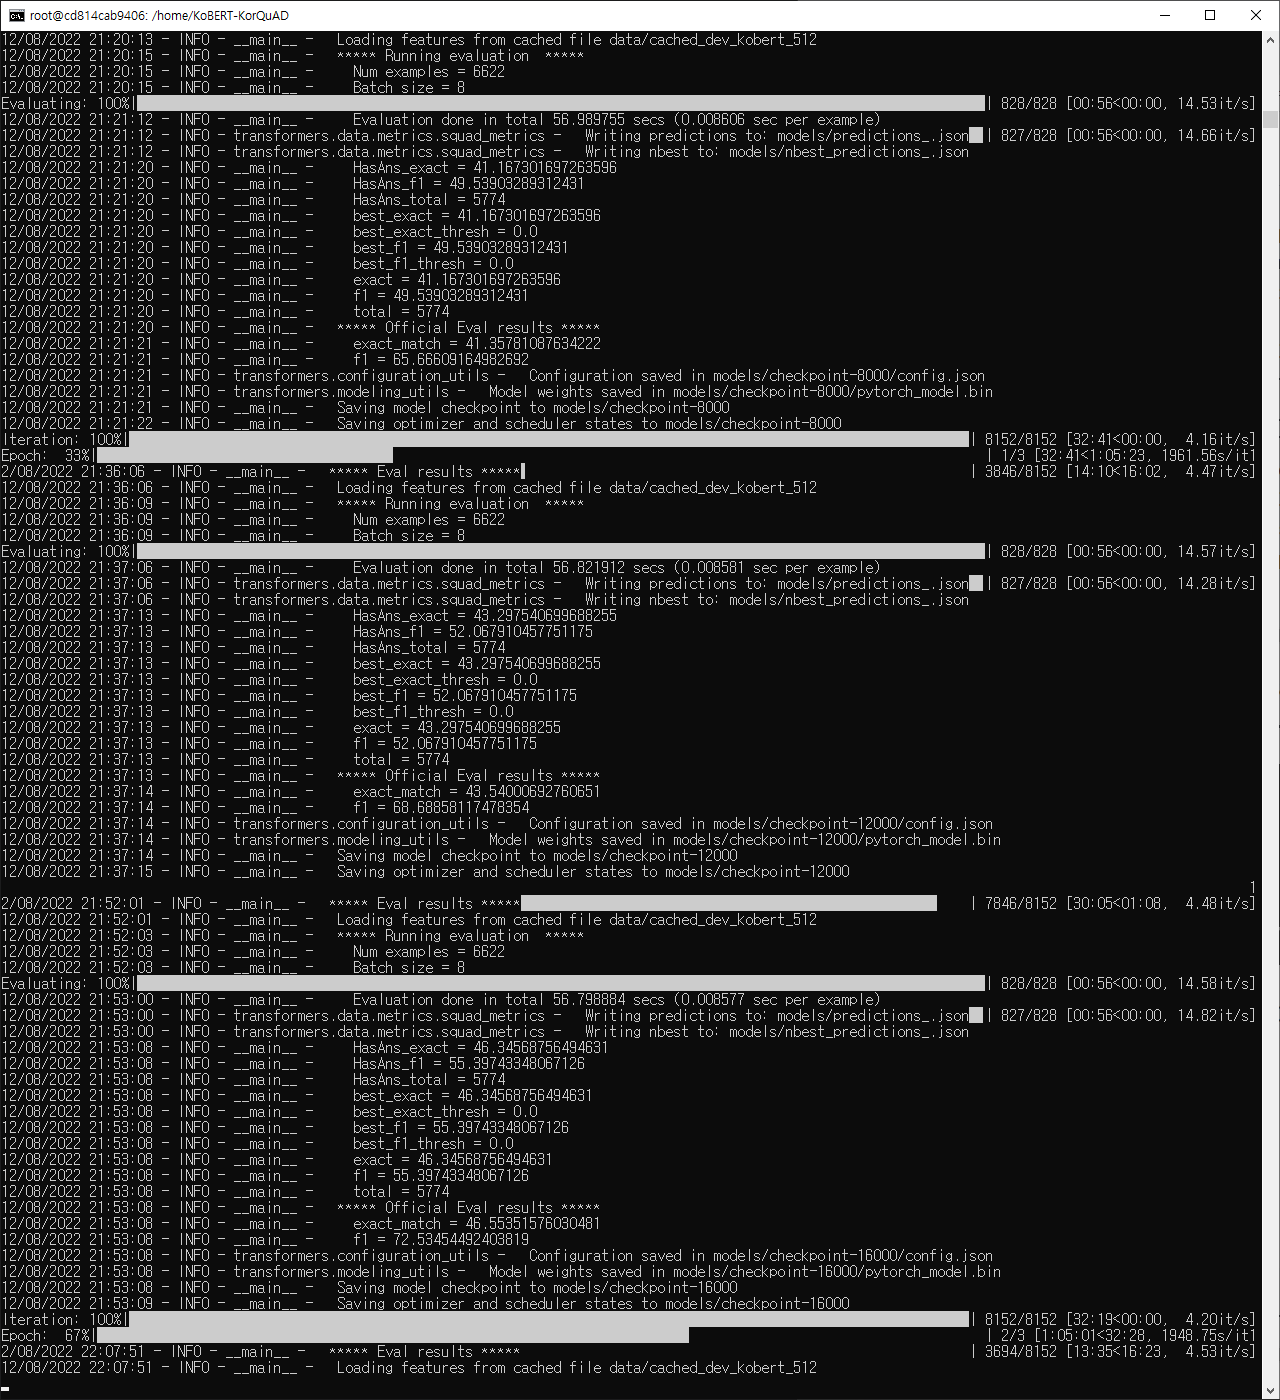 root@cd814cab9406: /home/KoBERT-KorQuAD
12/08/2022 21:20:13 - INFO - __main__ -   Loading features from cached file data/cached_dev_kobert_512
12/08/2022 21:20:15 - INFO - __main__ -   ***** Running evaluation  *****
12/08/2022 21:20:15 - INFO - __main__ -     Num examples = 6622
12/08/2022 21:20:15 - INFO - __main__ -     Batch size = 8
Evaluating: 100%| | 828/828 [00:56<00:00, 14.53it/s]
12/08/2022 21:21:12 - INFO - __main__ -     Evaluation done in total 56.989755 secs (0.008606 sec per example)
12/08/2022 21:21:12 - INFO - transformers.data.metrics.squad_metrics -   Writing predictions to: models/predictions_.json | 827/828 [00:56<00:00, 14.66it/s]
12/08/2022 21:21:12 - INFO - transformers.data.metrics.squad_metrics -   Writing nbest to: models/nbest_predictions_.json
12/08/2022 21:21:20 - INFO - __main__ -     HasAns_exact = 41.167301697263596
12/08/2022 21:21:20 - INFO - __main__ -     HasAns_f1 = 49.53903289312431
12/08/2022 21:21:20 - INFO - __main__ -     HasAns_total = 5774
12/08/2022 21:21:20 - INFO - __main__ -     best_exact = 41.167301697263596
12/08/2022 21:21:20 - INFO - __main__ -     best_exact_thresh = 0.0
12/08/2022 21:21:20 - INFO - __main__ -     best_f1 = 49.53903289312431
12/08/2022 21:21:20 - INFO - __main__ -     best_f1_thresh = 0.0
12/08/2022 21:21:20 - INFO - __main__ -     exact = 41.167301697263596
12/08/2022 21:21:20 - INFO - __main__ -     f1 = 49.53903289312431
12/08/2022 21:21:20 - INFO - __main__ -     total = 5774
12/08/2022 21:21:20 - INFO - __main__ -   ***** Official Eval results *****
12/08/2022 21:21:21 - INFO - __main__ -     exact_match = 41.35781087634222
12/08/2022 21:21:21 - INFO - __main__ -     f1 = 65.66609164982692
12/08/2022 21:21:21 - INFO - transformers.configuration_utils -   Configuration saved in models/checkpoint-8000/config.json
12/08/2022 21:21:21 - INFO - transformers.modeling_utils -   Model weights saved in models/checkpoint-8000/pytorch_model.bin
12/08/2022 21:21:21 - INFO - __main__ -   Saving model checkpoint to models/checkpoint-8000
12/08/2022 21:21:22 - INFO - __main__ -   Saving optimizer and scheduler states to models/checkpoint-8000
Iteration: 100%| | 8152/8152 [32:41<00:00,  4.16it/s]
Epoch:  33%| | 1/3 [32:41<1:05:23, 1961.56s/it]
2/08/2022 21:36:06 - INFO - __main__ -   ***** Eval results ***** | 3846/8152 [14:10<16:02,  4.47it/s]
12/08/2022 21:36:06 - INFO - __main__ -   Loading features from cached file data/cached_dev_kobert_512
12/08/2022 21:36:09 - INFO - __main__ -   ***** Running evaluation  *****
12/08/2022 21:36:09 - INFO - __main__ -     Num examples = 6622
12/08/2022 21:36:09 - INFO - __main__ -     Batch size = 8
Evaluating: 100%| | 828/828 [00:56<00:00, 14.57it/s]
12/08/2022 21:37:06 - INFO - __main__ -     Evaluation done in total 56.821912 secs (0.008581 sec per example)
12/08/2022 21:37:06 - INFO - transformers.data.metrics.squad_metrics -   Writing predictions to: models/predictions_.json | 827/828 [00:56<00:00, 14.28it/s]
12/08/2022 21:37:06 - INFO - transformers.data.metrics.squad_metrics -   Writing nbest to: models/nbest_predictions_.json
12/08/2022 21:37:13 - INFO - __main__ -     HasAns_exact = 43.297540699688255
12/08/2022 21:37:13 - INFO - __main__ -     HasAns_f1 = 52.067910457751175
12/08/2022 21:37:13 - INFO - __main__ -     HasAns_total = 5774
12/08/2022 21:37:13 - INFO - __main__ -     best_exact = 43.297540699688255
12/08/2022 21:37:13 - INFO - __main__ -     best_exact_thresh = 0.0
12/08/2022 21:37:13 - INFO - __main__ -     best_f1 = 52.067910457751175
12/08/2022 21:37:13 - INFO - __main__ -     best_f1_thresh = 0.0
12/08/2022 21:37:13 - INFO - __main__ -     exact = 43.297540699688255
12/08/2022 21:37:13 - INFO - __main__ -     f1 = 52.067910457751175
12/08/2022 21:37:13 - INFO - __main__ -     total = 5774
12/08/2022 21:37:13 - INFO - __main__ -   ***** Official Eval results *****
12/08/2022 21:37:14 - INFO - __main__ -     exact_match = 43.54000692760651
12/08/2022 21:37:14 - INFO - __main__ -     f1 = 68.68858117478354
12/08/2022 21:37:14 - INFO - transformers.configuration_utils -   Configuration saved in models/checkpoint-12000/config.json
12/08/2022 21:37:14 - INFO - transformers.modeling_utils -   Model weights saved in models/checkpoint-12000/pytorch_model.bin
12/08/2022 21:37:14 - INFO - __main__ -   Saving model checkpoint to models/checkpoint-12000
12/08/2022 21:37:15 - INFO - __main__ -   Saving optimizer and scheduler states to models/checkpoint-12000
1
2/08/2022 21:52:01 - INFO - __main__ -   ***** Eval results ***** | 7846/8152 [30:05<01:08,  4.48it/s]
12/08/2022 21:52:01 - INFO - __main__ -   Loading features from cached file data/cached_dev_kobert_512
12/08/2022 21:52:03 - INFO - __main__ -   ***** Running evaluation  *****
12/08/2022 21:52:03 - INFO - __main__ -     Num examples = 6622
12/08/2022 21:52:03 - INFO - __main__ -     Batch size = 8
Evaluating: 100%| | 828/828 [00:56<00:00, 14.58it/s]
12/08/2022 21:53:00 - INFO - __main__ -     Evaluation done in total 56.798884 secs (0.008577 sec per example)
12/08/2022 21:53:00 - INFO - transformers.data.metrics.squad_metrics -   Writing predictions to: models/predictions_.json | 827/828 [00:56<00:00, 14.82it/s]
12/08/2022 21:53:00 - INFO - transformers.data.metrics.squad_metrics -   Writing nbest to: models/nbest_predictions_.json
12/08/2022 21:53:08 - INFO - __main__ -     HasAns_exact = 46.34568756494631
12/08/2022 21:53:08 - INFO - __main__ -     HasAns_f1 = 55.39743348067126
12/08/2022 21:53:08 - INFO - __main__ -     HasAns_total = 5774
12/08/2022 21:53:08 - INFO - __main__ -     best_exact = 46.34568756494631
12/08/2022 21:53:08 - INFO - __main__ -     best_exact_thresh = 0.0
12/08/2022 21:53:08 - INFO - __main__ -     best_f1 = 55.39743348067126
12/08/2022 21:53:08 - INFO - __main__ -     best_f1_thresh = 0.0
12/08/2022 21:53:08 - INFO - __main__ -     exact = 46.34568756494631
12/08/2022 21:53:08 - INFO - __main__ -     f1 = 55.39743348067126
12/08/2022 21:53:08 - INFO - __main__ -     total = 5774
12/08/2022 21:53:08 - INFO - __main__ -   ***** Official Eval results *****
12/08/2022 21:53:08 - INFO - __main__ -     exact_match = 46.55351576030481
12/08/2022 21:53:08 - INFO - __main__ -     f1 = 72.53454492403819
12/08/2022 21:53:08 - INFO - transformers.configuration_utils -   Configuration saved in models/checkpoint-16000/config.json
12/08/2022 21:53:08 - INFO - transformers.modeling_utils -   Model weights saved in models/checkpoint-16000/pytorch_model.bin
12/08/2022 21:53:08 - INFO - __main__ -   Saving model checkpoint to models/checkpoint-16000
12/08/2022 21:53:09 - INFO - __main__ -   Saving optimizer and scheduler states to models/checkpoint-16000
Iteration: 100%| | 8152/8152 [32:19<00:00,  4.20it/s]
Epoch:  67%| | 2/3 [1:05:01<32:28, 1948.75s/it]
2/08/2022 22:07:51 - INFO - __main__ -   ***** Eval results ***** | 3694/8152 [13:35<16:23,  4.53it/s]
12/08/2022 22:07:51 - INFO - __main__ -   Loading features from cached file data/cached_dev_kobert_512